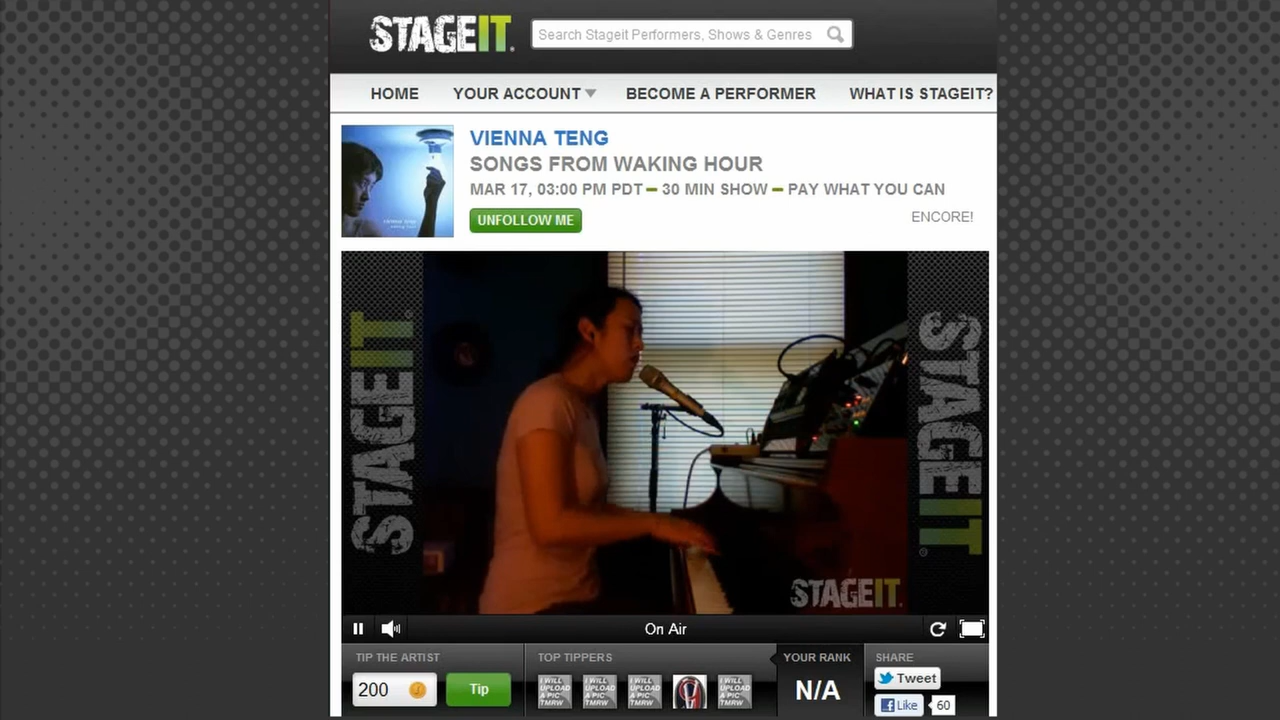 STAGEIT.
Search Stageit Performers, Shows & Genres
HOME YOUR ACCOUNT BECOME A PERFORMER WHAT IS STAGEIT?
VIENNA TENG
SONGS FROM WAKING HOUR
MAR 17, 03:00 PM PDT – 30 MIN SHOW – PAY WHAT YOU CAN
UNFOLLOW ME
ENCORE!
STAGEIT
STAGEIT
STAGEIT.
On Air
TIP THE ARTIST
200
Tip
TOP TIPPERS
I WILL UPLOAD A PIC TMRW
I WILL UPLOAD A PIC TMRW
I WILL UPLOAD A PIC TMRW
I WILL UPLOAD A PIC TMRW
YOUR RANK
N/A
SHARE
Tweet
Like 60